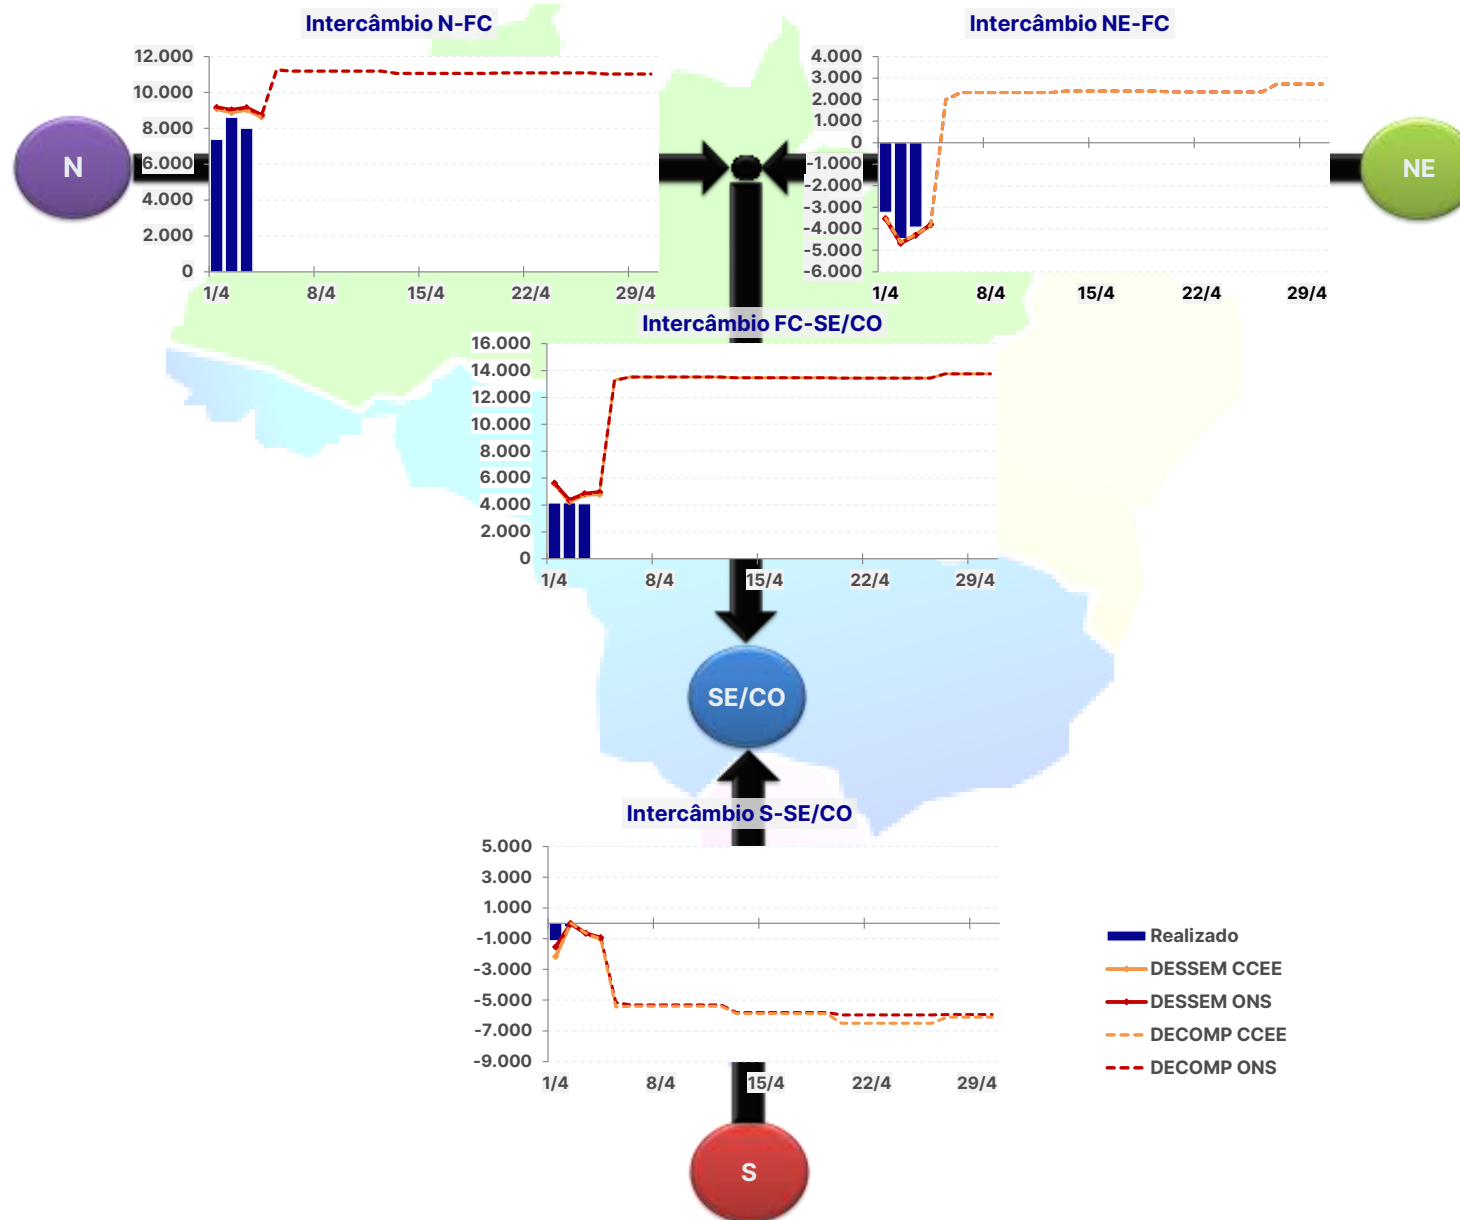 Intercâmbio N-FC
12.000
10.000
8.000
6.000
4.000
2.000
0
1/4 8/4 15/4 22/4 29/4
N
Intercâmbio NE-FC
4.000
3.000
2.000
1.000
0
-1.000
-2.000
-3.000
-4.000
-5.000
-6.000
1/4 8/4 15/4 22/4 29/4
NE
Intercâmbio FC-SE/CO
16.000
14.000
12.000
10.000
8.000
6.000
4.000
2.000
0
1/4 8/4 15/4 22/4 29/4
SE/CO
Intercâmbio S-SE/CO
5.000
3.000
1.000
-1.000
-3.000
-5.000
-7.000
-9.000
1/4 8/4 15/4 22/4 29/4
Realizado
DESSEM CCEE
DESSEM ONS
DECOMP CCEE
DECOMP ONS
S